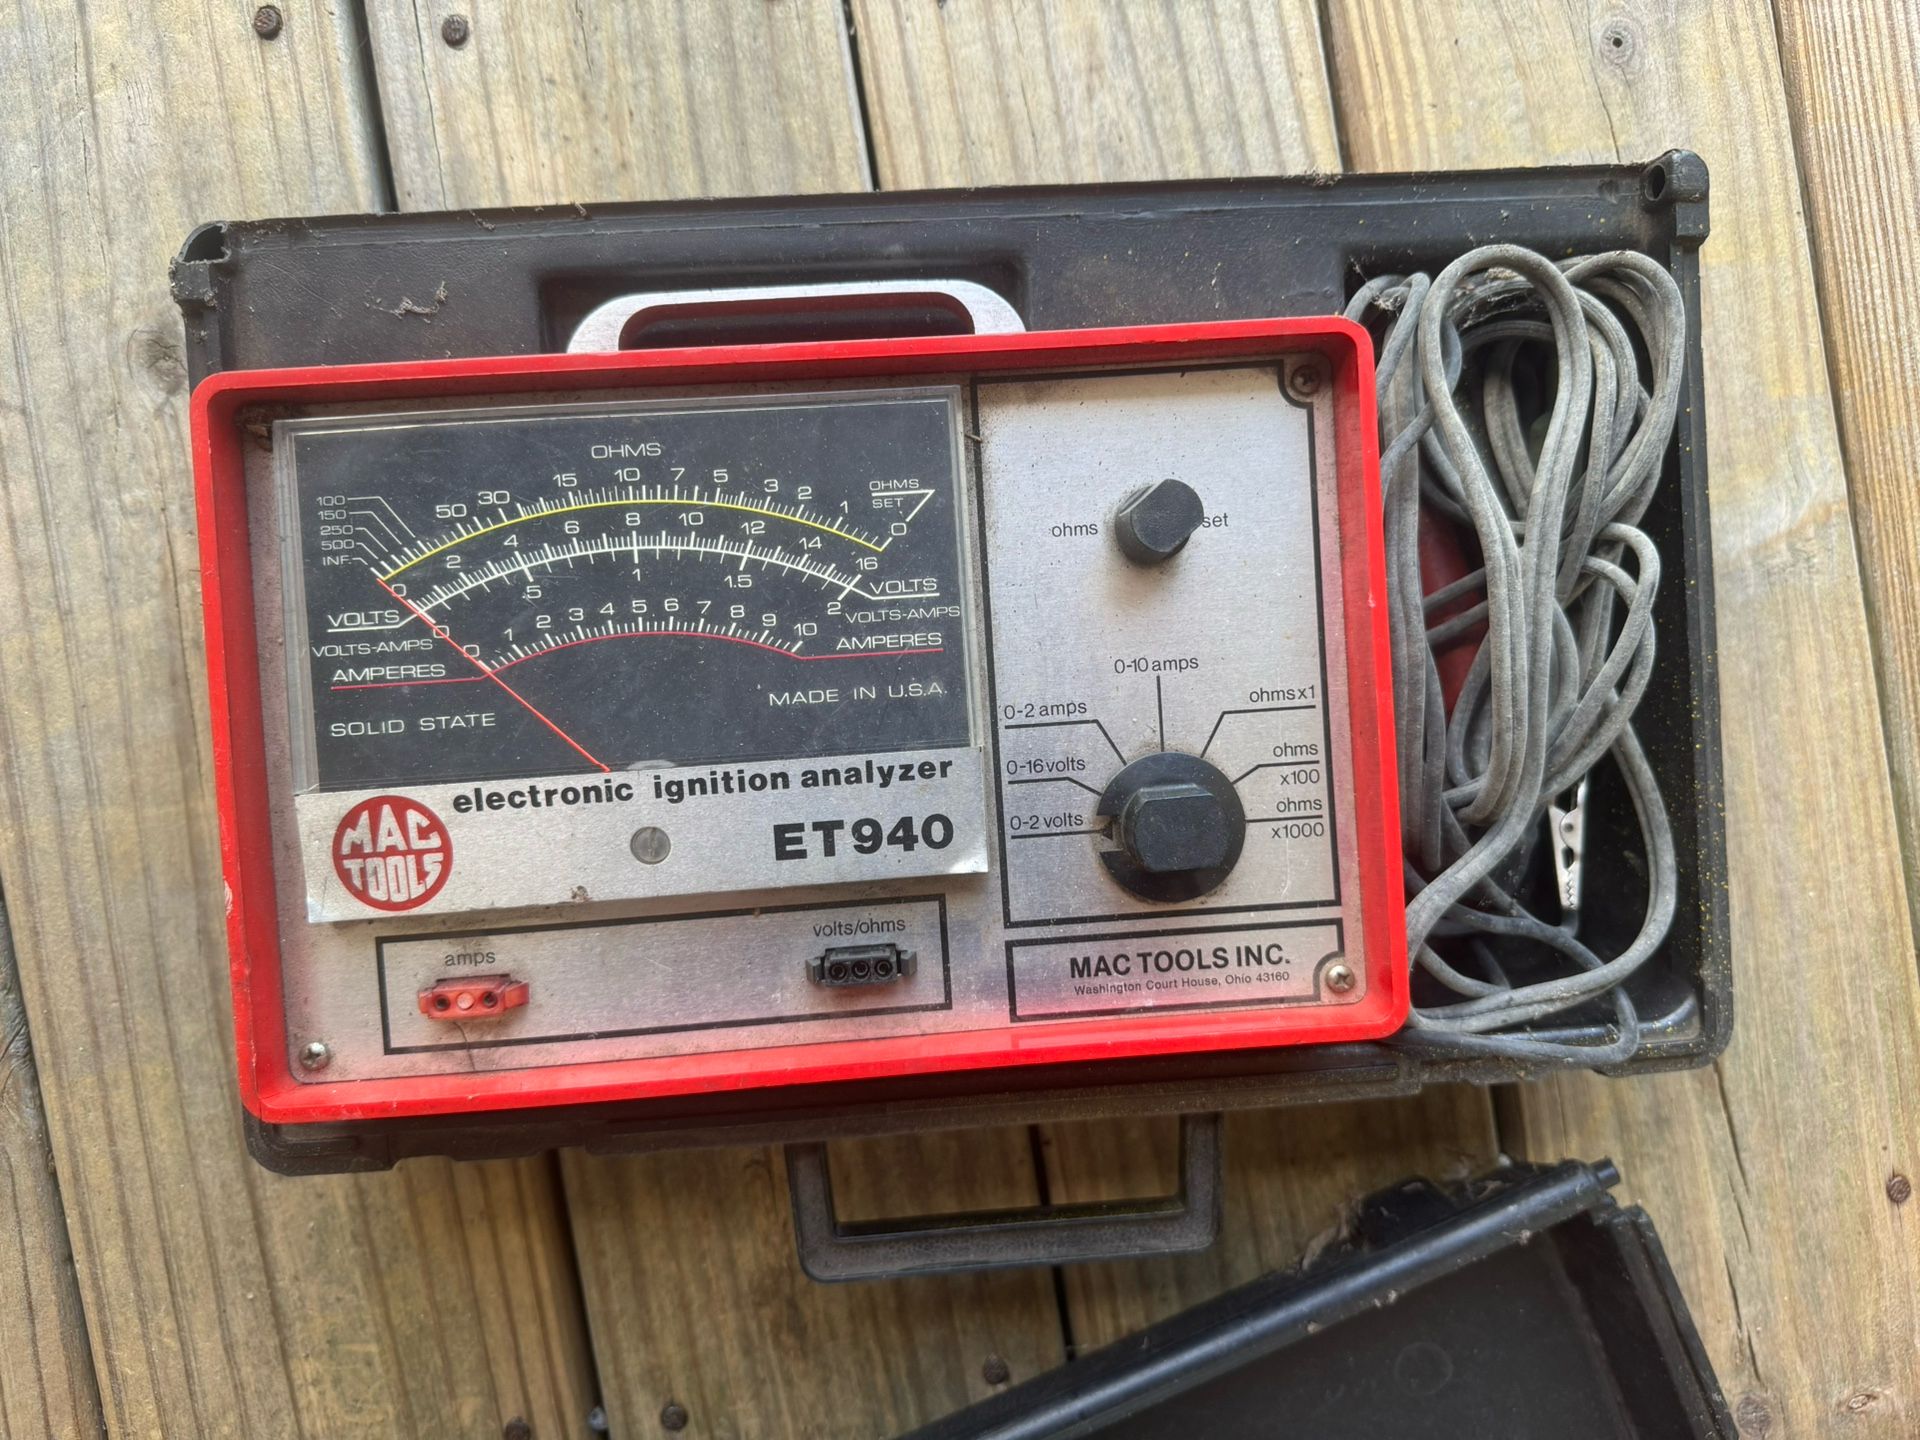 OHMS
100
150
250
500
INF.
50 30 15 10 7 5 3 2 1 0
OHMS
SET
0 2 4 6 8 10 12 14 16
VOLTS
VOLTS
0 .5 1 1.5 2
VOLTS-AMPS
VOLTS-AMPS
0 1 2 3 4 5 6 7 8 9 10
AMPERES
AMPERES
SOLID STATE
MADE IN U.S.A.
electronic ignition analyzer
MAC
TOOLS
ET940
amps
volts/ohms
ohms
set
0-10 amps
0-2 amps
ohmsx1
0-16 volts
ohms
x100
0-2 volts
ohms
x1000
MAC TOOLS INC.
Washington Court House, Ohio 43160